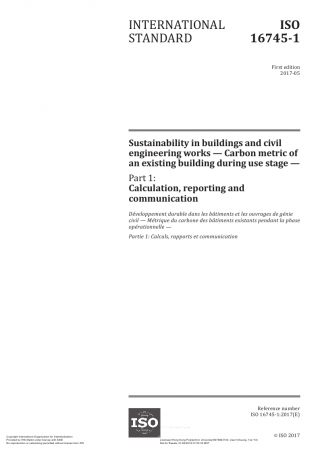 INTERNATIONAL
STANDARD
ISO
16745-1
First edition
2017-05
Sustainability in buildings and civil
engineering works — Carbon metric of
an existing building during use stage —
Part 1:
Calculation, reporting and
communication
Développement durable dans les bâtiments et les ouvrages de génie
civil — Métrique du carbone des bâtiments existants pendant la phase
opérationnelle —
Partie 1: Calculs, rapports et communication
ISO
Reference number
ISO 16745-1:2017(E)
© ISO 2017